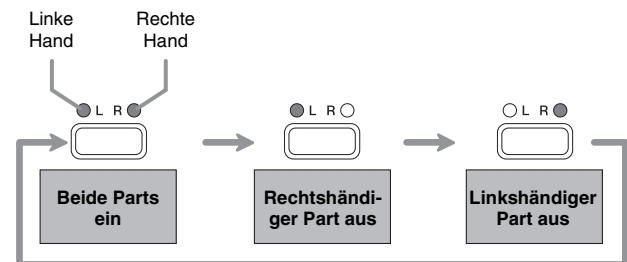 Linke
Hand
Rechte
Hand
L R
L R
L R
Beide Parts
ein
Rechtshändi-
ger Part aus
Linkshändiger
Part aus